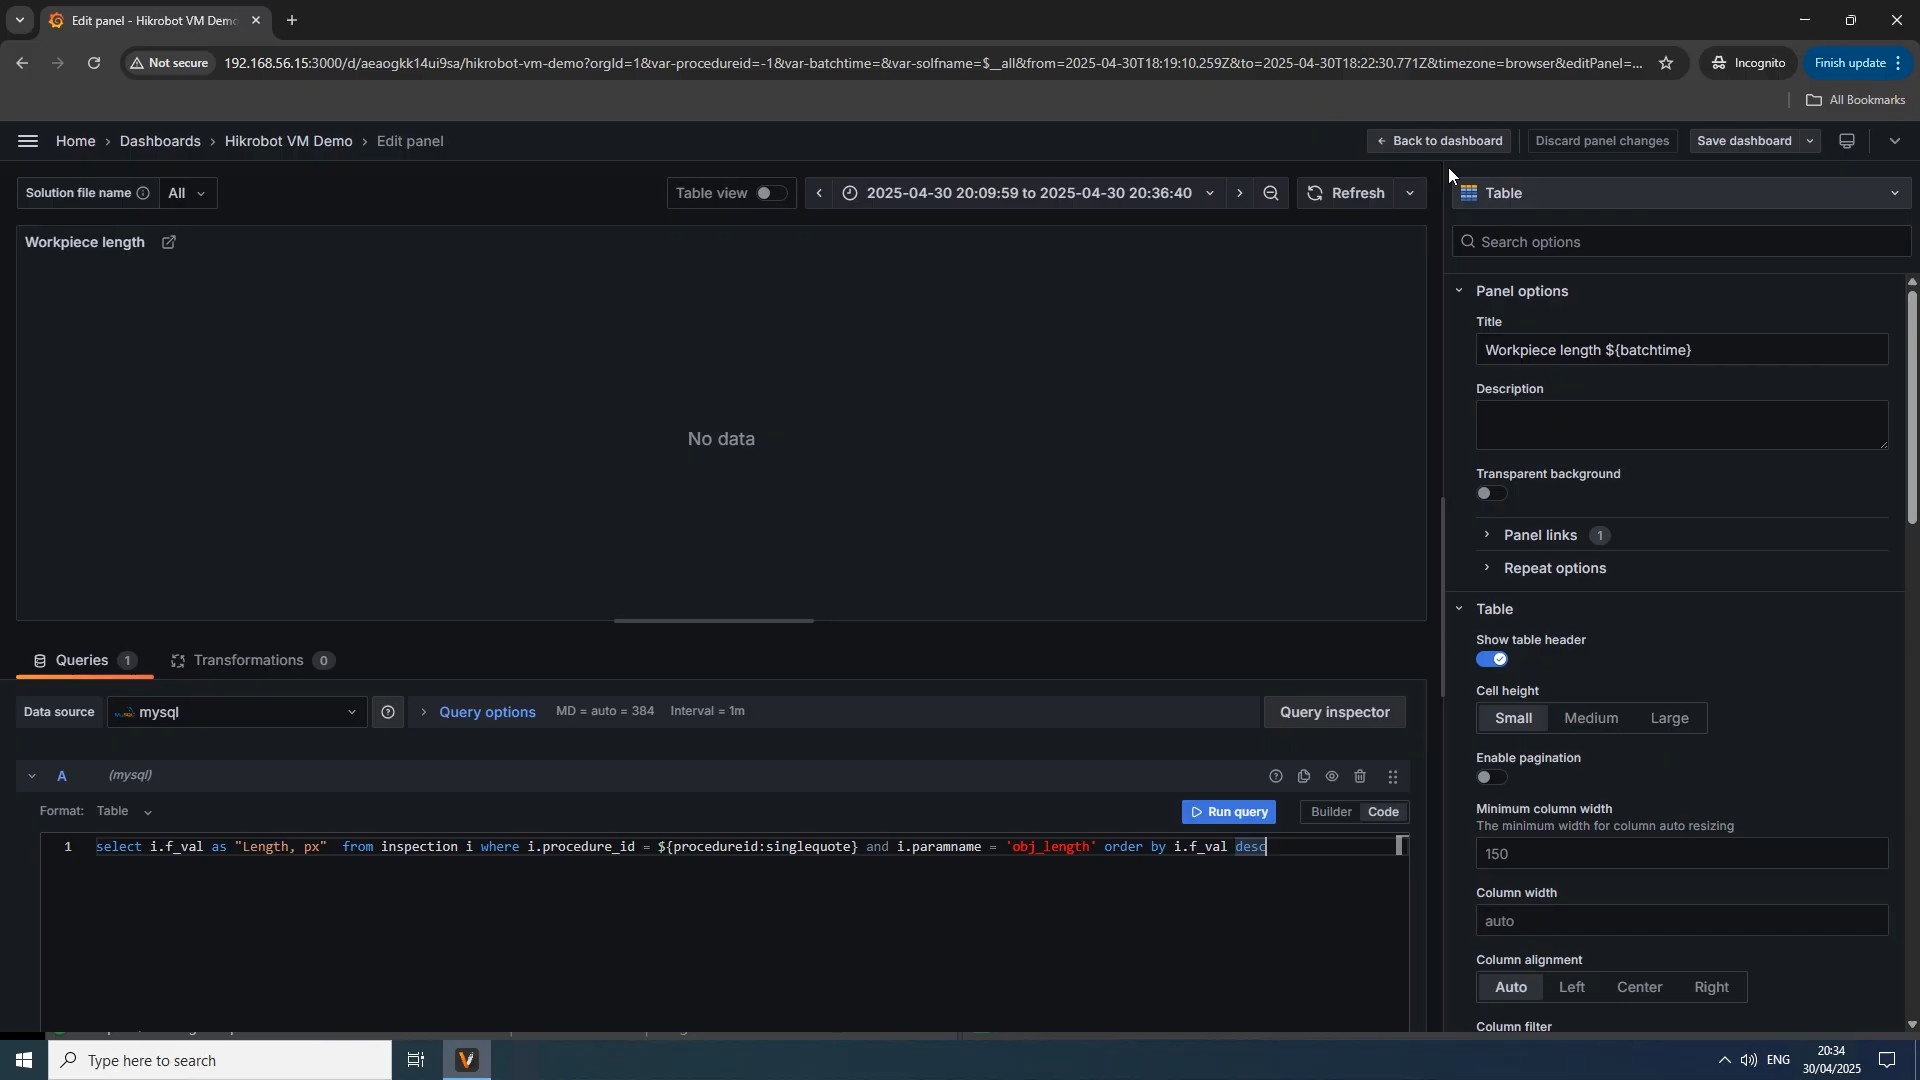 Edit panel - Hikrobot VM Demo
Not secure
192.168.56.15:3000/d/aeaogkk14ui9sa/hikrobot-vm-demo?orgId=1&var-procedureid=-1&var-batchtime=&var-solfname=$__all&from=2025-04-30T18:19:10.259Z&to=2025-04-30T18:22:30.771Z&timezone=browser&editPanel=...
Incognito
Finish update
All Bookmarks
Home › Dashboards › Hikrobot VM Demo › Edit panel
Back to dashboard
Discard panel changes
Save dashboard
Solution file name
All
Table view
2025-04-30 20:09:59 to 2025-04-30 20:36:40
Refresh
Table
Workpiece length
Search options
Panel options
Title
Workpiece length ${batchtime}
Description
No data
Transparent background
Panel links 1
Repeat options
Table
Show table header
Queries 1
Transformations 0
Cell height
Small Medium Large
Data source
mysql
Query options
MD = auto = 384
Interval = 1m
Query inspector
Enable pagination
A
(mysql)
Minimum column width
The minimum width for column auto resizing
150
Format: Table
Run query
Builder
Code
1 select i.f_val as "Length, px"  from inspection i where i.procedure_id = ${procedureid:singlequote} and i.paramname = 'obj_length' order by i.f_val desc
Column width
auto
Column alignment
Auto Left Center Right
Column filter
Type here to search
ENG
20:34
30/04/2025